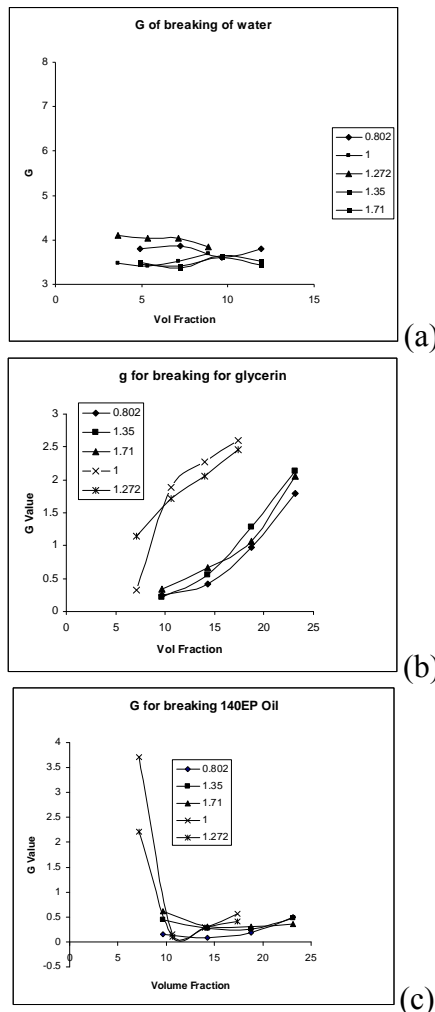 G of breaking of water
8
7
6
5
4
3
G
0 5 10 15
Vol Fraction
0.802
1
1.272
1.35
1.71
(a)
g for breaking for glycerin
3
2.5
2
1.5
1
0.5
0
G Value
0 5 10 15 20 25
Vol Fraction
0.802
1.35
1.71
1
1.272
(b)
G for breaking 140EP Oil
4
3.5
3
2.5
2
1.5
1
0.5
0
-0.5
G Value
0 5 10 15 20 25
Volume Fraction
0.802
1.35
1.71
1
1.272
(c)